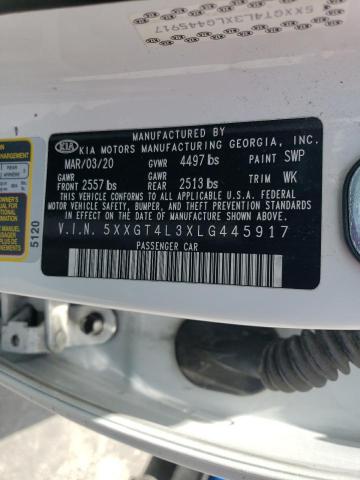 5XXGT4L3XLG445917
MANUFACTURED BY
KIA KIA MOTORS MANUFACTURING GEORGIA, INC.
MAR/03/20 GVWR 4497 lbs PAINT SWP
GAWR FRONT 2557 lbs GAWR REAR 2513 lbs TRIM WK
THIS VEHICLE CONFORMS TO ALL APPLICABLE U.S.A. FEDERAL
MOTOR VEHICLE SAFETY, BUMPER, AND THEFT PREVENTION
STANDARDS IN EFFECT ON THE DATE OF MANUFACTURE SHOWN ABOVE.
V.I.N. 5XXGT4L3XLG445917
PASSENGER CAR
5120